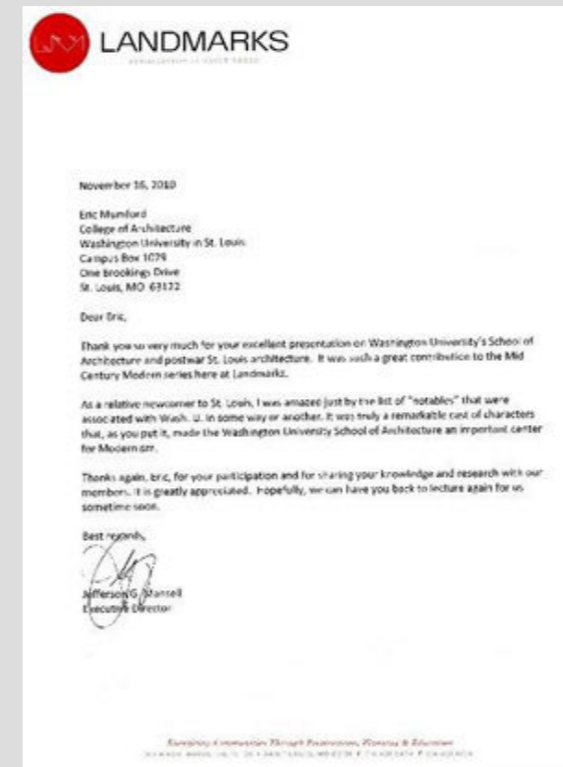 LANDMARKS
November 16, 2010
Eric Mumford
College of Architecture
Washington University in St. Louis
Campus Box 1079
One Brookings Drive
St. Louis, MO 63122
Dear Eric,
Thank you so very much for your excellent presentation on Washington University's School of
Architecture and postwar St. Louis architecture. It was such a great contribution to the Mid
Century Modern series here at Landmarks.
As a relative newcomer to St. Louis, I was amazed just by the list of "notables" that were
associated with Wash. U. in some way or another. It was truly a remarkable cast of characters
that, as you put it, made the Washington University School of Architecture an important center
for Modernism.
Thanks again, Eric, for your participation and for sharing your knowledge and research with our
members. It is greatly appreciated. Hopefully, we can have you back to lecture again for us
sometime soon.
Best regards,
Jefferson G. Mansell
Executive Director
Through Preservation, Planning & Education